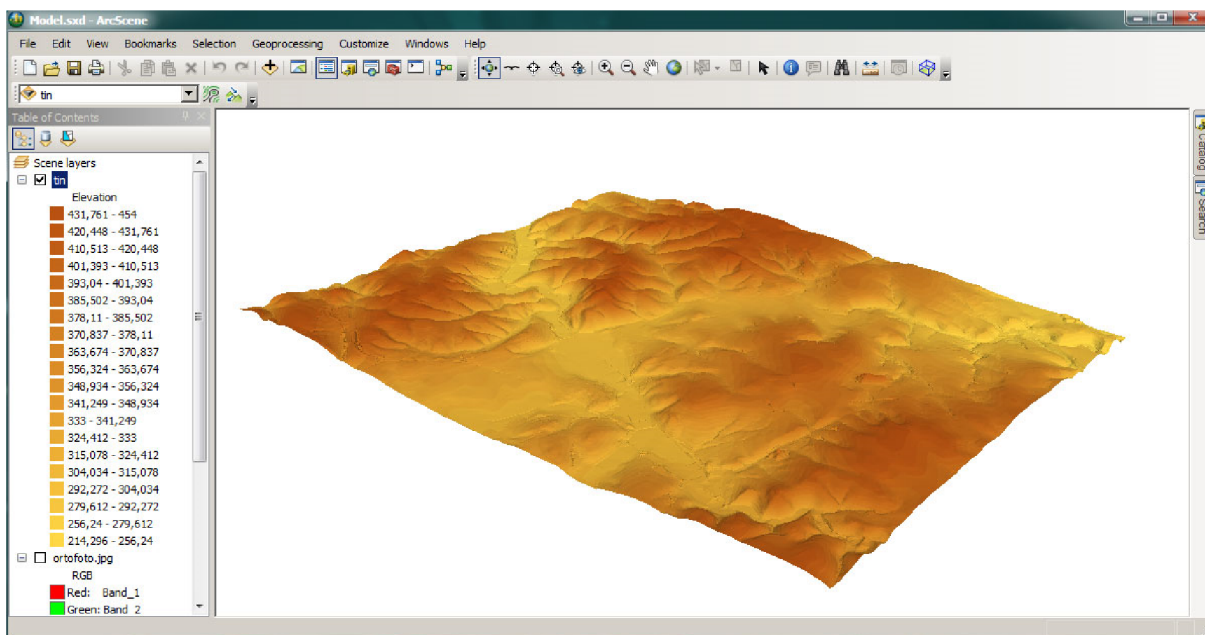 Model.sxd - ArcScene
File Edit View Bookmarks Selection Geoprocessing Customize Windows Help
tin
Table of Contents
Scene layers
tin
Elevation
431,761 - 454
420,448 - 431,761
410,513 - 420,448
401,393 - 410,513
393,04 - 401,393
385,502 - 393,04
378,11 - 385,502
370,837 - 378,11
363,674 - 370,837
356,324 - 363,674
348,934 - 356,324
341,249 - 348,934
333 - 341,249
324,412 - 333
315,078 - 324,412
304,034 - 315,078
292,272 - 304,034
279,612 - 292,272
256,24 - 279,612
214,296 - 256,24
ortofoto.jpg
RGB
Red: Band_1
Green: Band_2
Catalog
Search